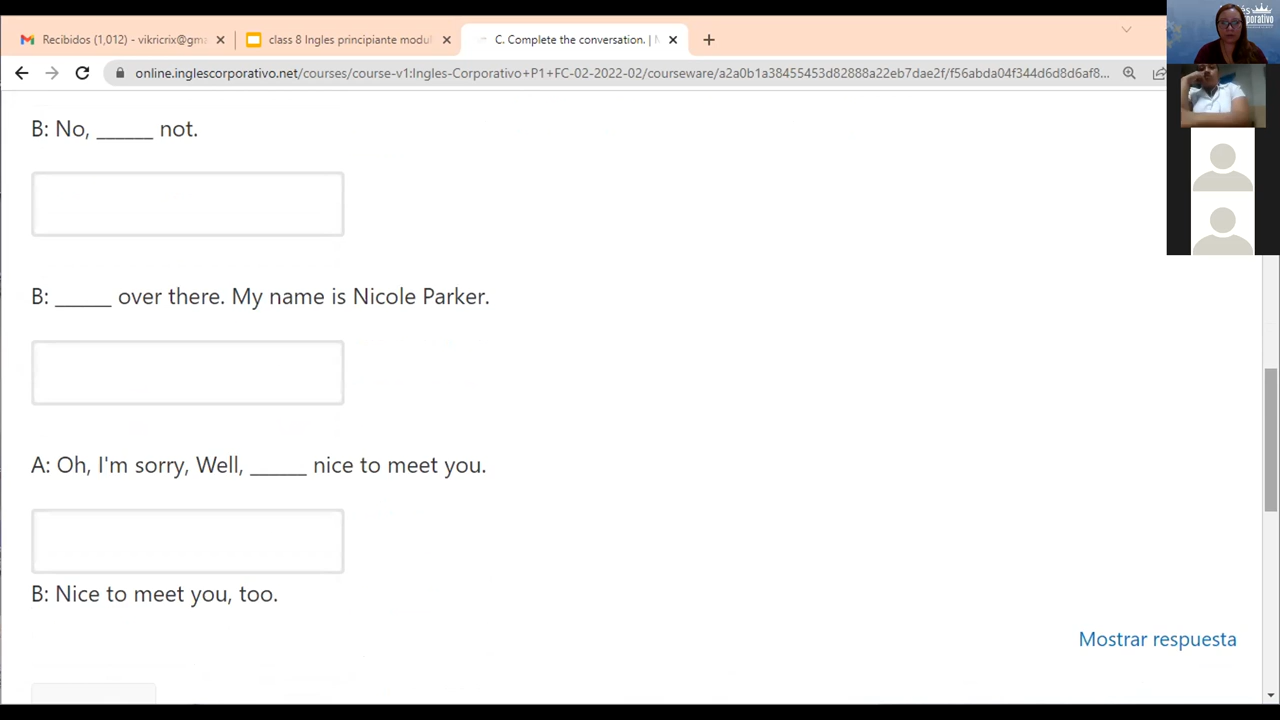 Recibidos (1,012) - vikricrix@gma
class 8 Ingles principiante modul
C. Complete the conversation. |
online.inglescorporativo.net/courses/course-v1:Ingles-Corporativo+P1+FC-02-2022-02/courseware/a2a0b1a38455453d82888a22eb7dae2f/f56abda04f344d6d8d6af8...
B: No, ______ not.
B: ______ over there. My name is Nicole Parker.
A: Oh, I'm sorry, Well, ______ nice to meet you.
B: Nice to meet you, too.
Mostrar respuesta